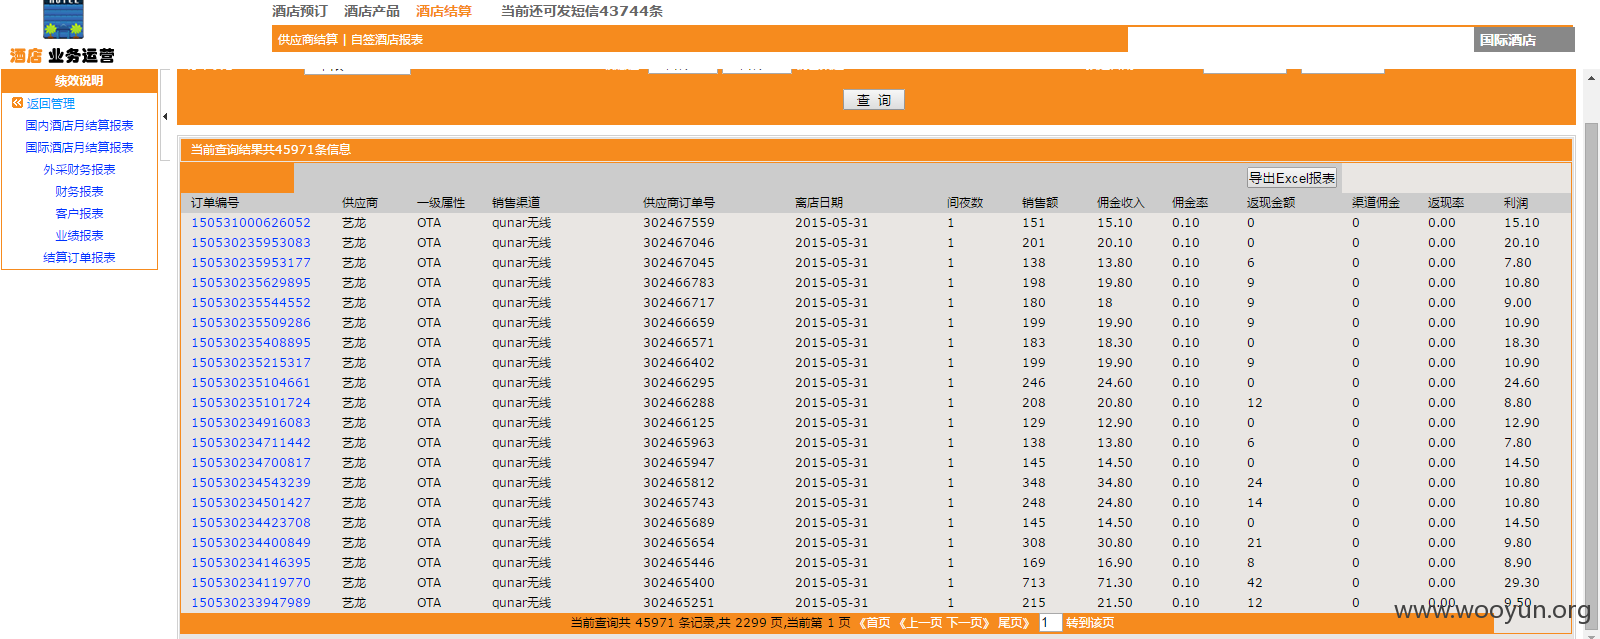 HOTEL
酒店 业务运营
酒店预订 酒店产品 酒店结算 当前还可发短信43744条
供应商结算 | 自签酒店报表
国际酒店
绩效说明
返回管理
国内酒店月结算报表
国际酒店月结算报表
外采财务报表
财务报表
客户报表
业绩报表
结算订单报表
查 询
当前查询结果共45971条信息
导出Excel报表
订单编号 供应商 一级属性 销售渠道 供应商订单号 离店日期 间夜数 销售额 佣金收入 佣金率 返现金额 渠道佣金 返现率 利润
150531000626052 艺龙 OTA qunar无线 302467559 2015-05-31 1 151 15.10 0.10 0 0 0.00 15.10
150530235953083 艺龙 OTA qunar无线 302467046 2015-05-31 1 201 20.10 0.10 0 0 0.00 20.10
150530235953177 艺龙 OTA qunar无线 302467045 2015-05-31 1 138 13.80 0.10 6 0 0.00 7.80
150530235629895 艺龙 OTA qunar无线 302466783 2015-05-31 1 198 19.80 0.10 9 0 0.00 10.80
150530235544552 艺龙 OTA qunar无线 302466717 2015-05-31 1 180 18 0.10 9 0 0.00 9.00
150530235509286 艺龙 OTA qunar无线 302466659 2015-05-31 1 199 19.90 0.10 9 0 0.00 10.90
150530235408895 艺龙 OTA qunar无线 302466571 2015-05-31 1 183 18.30 0.10 0 0 0.00 18.30
150530235215317 艺龙 OTA qunar无线 302466402 2015-05-31 1 199 19.90 0.10 9 0 0.00 10.90
150530235104661 艺龙 OTA qunar无线 302466295 2015-05-31 1 246 24.60 0.10 0 0 0.00 24.60
150530235101724 艺龙 OTA qunar无线 302466288 2015-05-31 1 208 20.80 0.10 12 0 0.00 8.80
150530234916083 艺龙 OTA qunar无线 302466125 2015-05-31 1 129 12.90 0.10 0 0 0.00 12.90
150530234711442 艺龙 OTA qunar无线 302465963 2015-05-31 1 138 13.80 0.10 6 0 0.00 7.80
150530234700817 艺龙 OTA qunar无线 302465947 2015-05-31 1 145 14.50 0.10 0 0 0.00 14.50
150530234543239 艺龙 OTA qunar无线 302465812 2015-05-31 1 348 34.80 0.10 24 0 0.00 10.80
150530234501427 艺龙 OTA qunar无线 302465743 2015-05-31 1 248 24.80 0.10 14 0 0.00 10.80
150530234423708 艺龙 OTA qunar无线 302465689 2015-05-31 1 145 14.50 0.10 0 0 0.00 14.50
150530234400849 艺龙 OTA qunar无线 302465654 2015-05-31 1 308 30.80 0.10 21 0 0.00 9.80
150530234146395 艺龙 OTA qunar无线 302465446 2015-05-31 1 169 16.90 0.10 8 0 0.00 8.90
150530234119770 艺龙 OTA qunar无线 302465400 2015-05-31 1 713 71.30 0.10 42 0 0.00 29.30
150530233947989 艺龙 OTA qunar无线 302465251 2015-05-31 1 215 21.50 0.10 12 0 0.00 9.50
当前查询共 45971 条记录,共 2299 页,当前第 1 页 《首页 《上一页 下一页》 尾页》 1 转到该页
www.wooyun.org